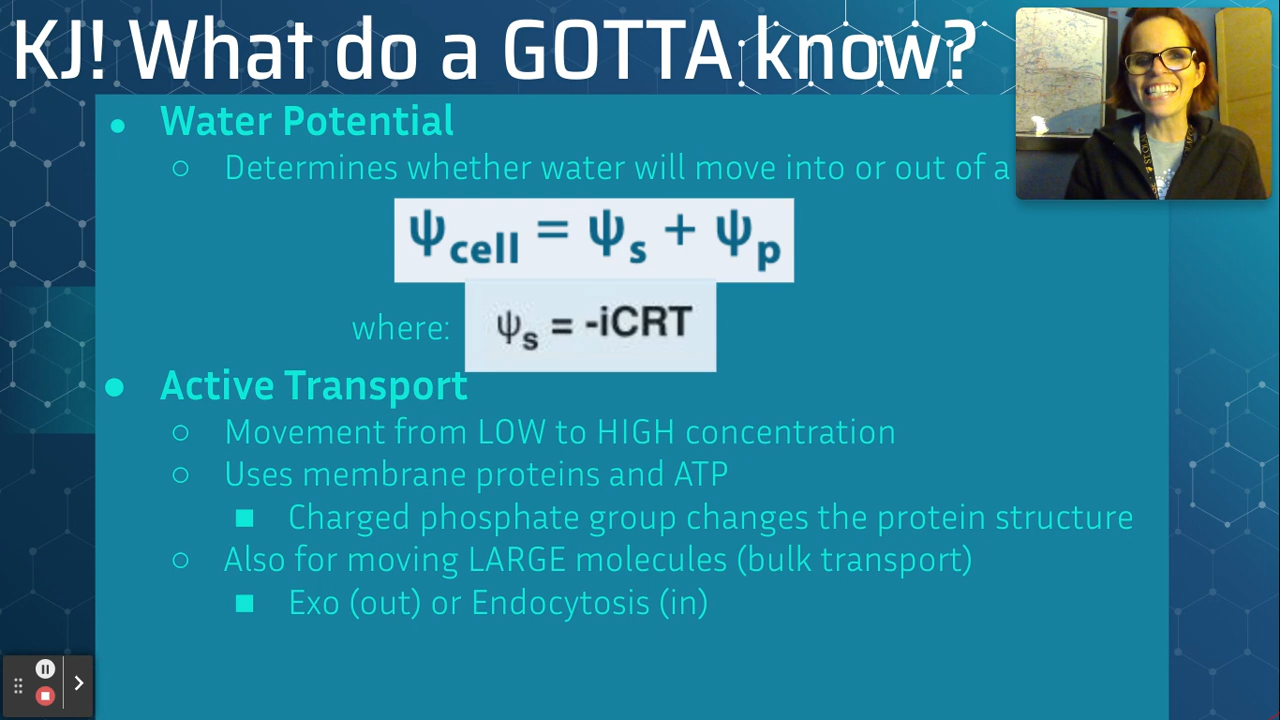 KJ! What do a GOTTA know?
Water Potential
Determines whether water will move into or out of a
ψcell = ψs + ψp
where: ψs = -iCRT
Active Transport
Movement from LOW to HIGH concentration
Uses membrane proteins and ATP
Charged phosphate group changes the protein structure
Also for moving LARGE molecules (bulk transport)
Exo (out) or Endocytosis (in)